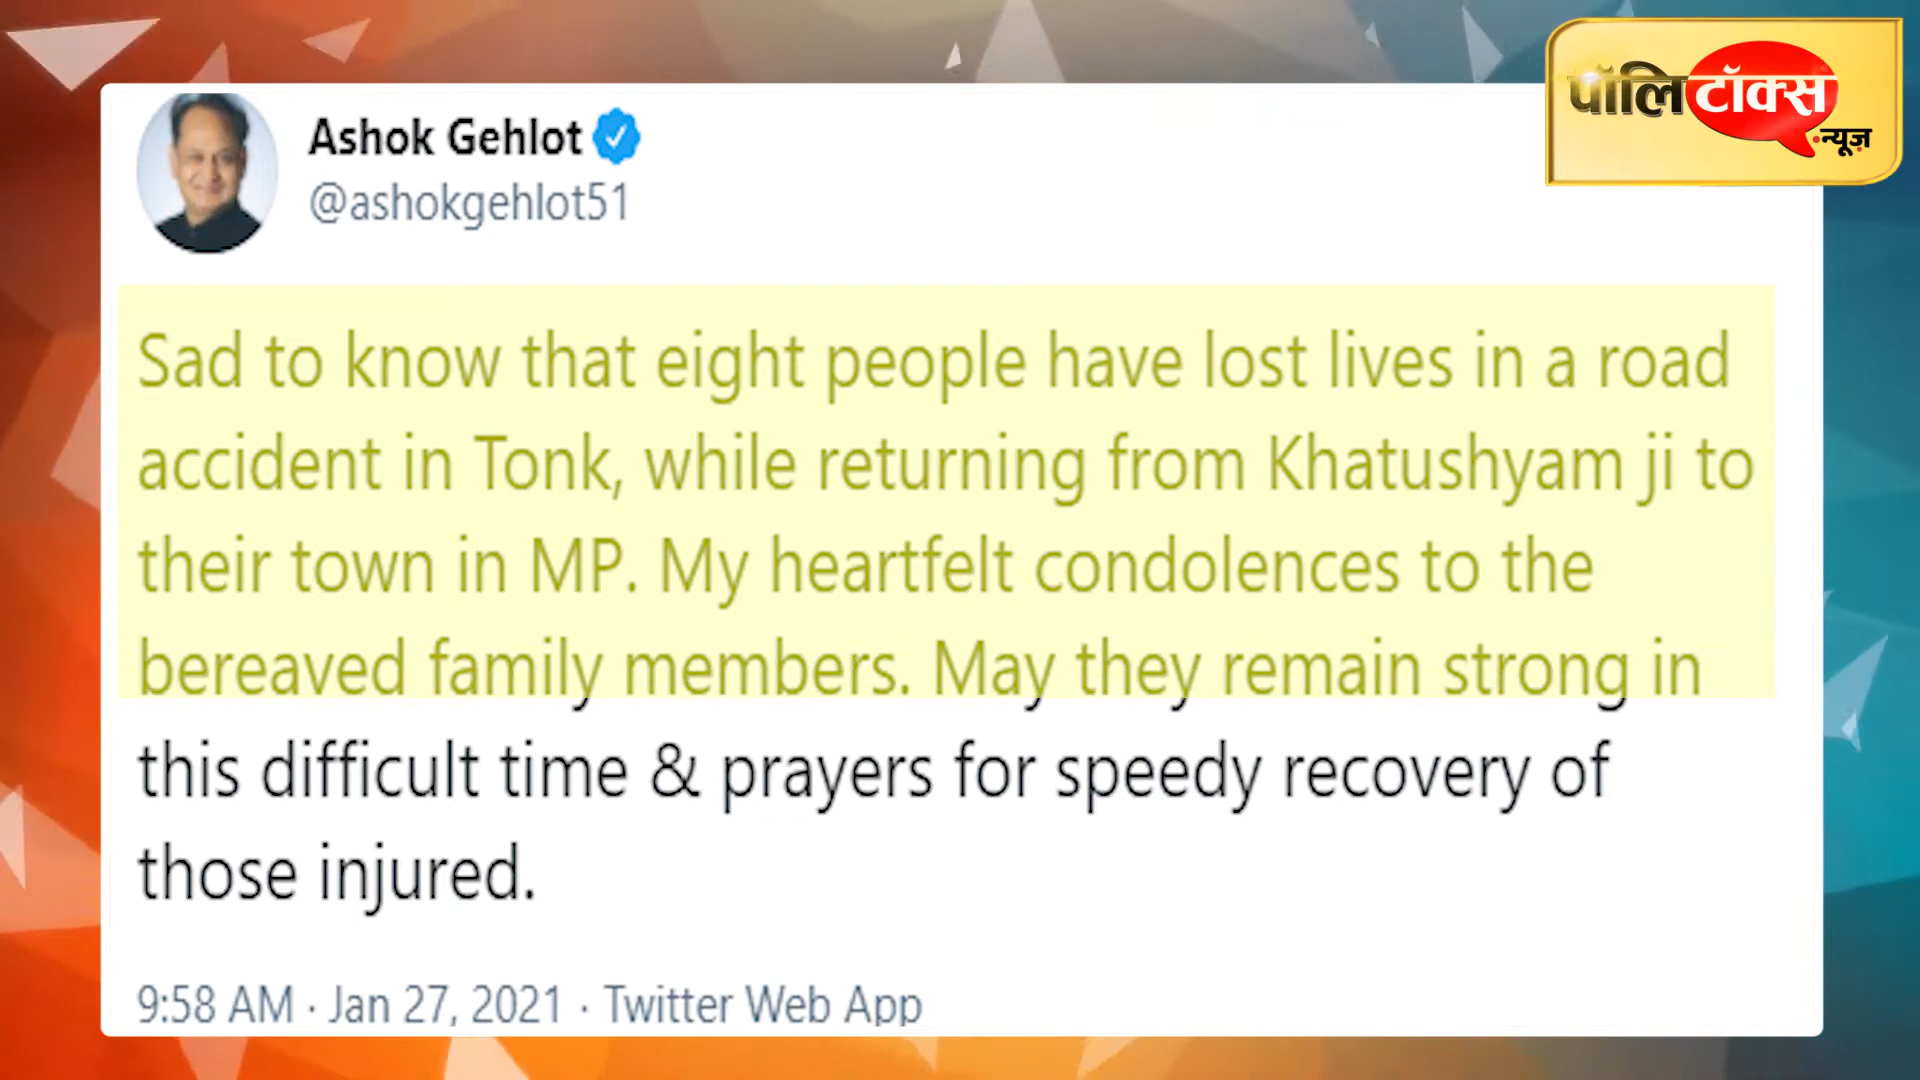 पॉलिटॉक्स
न्यूज़
Ashok Gehlot
@ashokgehlot51
Sad to know that eight people have lost lives in a road
accident in Tonk, while returning from Khatushyam ji to
their town in MP. My heartfelt condolences to the
bereaved family members. May they remain strong in
this difficult time & prayers for speedy recovery of
those injured.
9:58 AM · Jan 27, 2021 · Twitter Web App